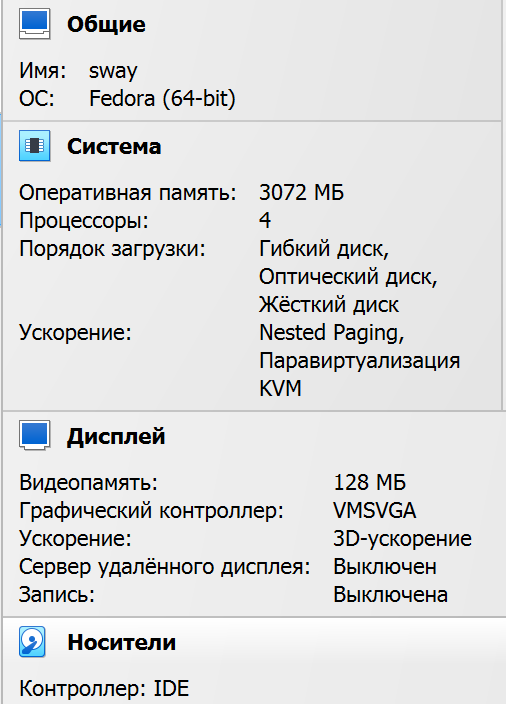 Общие
Имя: sway
ОС: Fedora (64-bit)
Система
Оперативная память: 3072 МБ
Процессоры: 4
Порядок загрузки: Гибкий диск,
Оптический диск,
Жёсткий диск
Ускорение: Nested Paging,
Паравиртуализация
KVM
Дисплей
Видеопамять: 128 МБ
Графический контроллер: VMSVGA
Ускорение: 3D-ускорение
Сервер удалённого дисплея: Выключен
Запись: Выключена
Носители
Контроллер: IDE